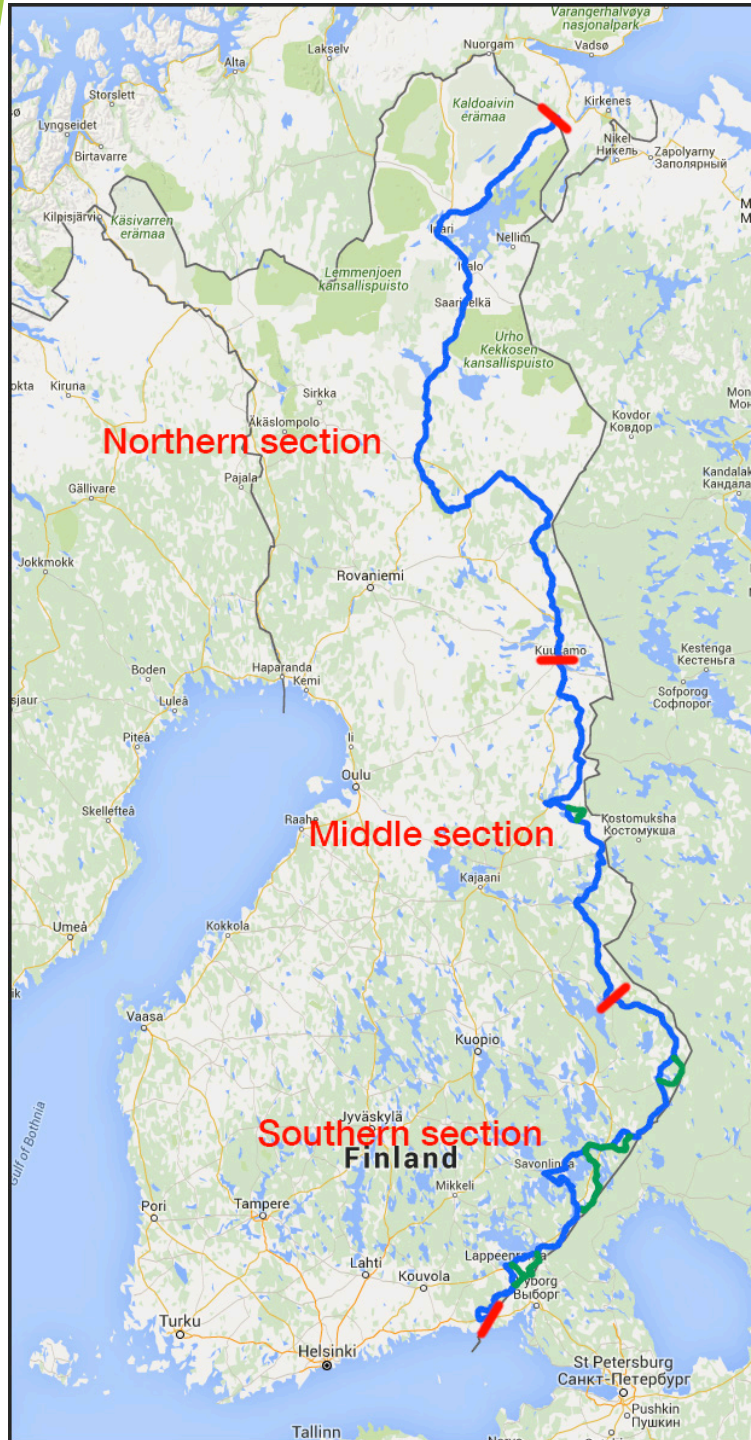 Varangerhalvøya
nasjonalpark
Nuorgam
Vadsø
Lakselv
Alta
Storslett
Kaldoaivin
erämaa
Kirkenes
Lyngseidet
Nikel
Никель
Zapolyarny
Заполярный
Birtavarre
Kilpisjärvi
Käsivarren
erämaa
Inari
Nellim
Ivalo
Lemmenjoen
kansallispuisto
Saariselkä
Urho
Kekkosen
kansallispuisto
Kiruna
Sirkka
Äkäslompolo
Kovdor
Ковдор
Northern section
Pajala
Gällivare
Kandalak
Кандала
Jokkmokk
Rovaniemi
Kuusamo
Kestenga
Кестеньга
Boden
Haparanda
Kemi
Sofporog
Софпорог
Luleå
Piteå
Ii
Oulu
Skellefteå
Raahe
Kostomuksha
Костомукша
Middle section
Kajaani
Umeå
Kokkola
Vaasa
Kuopio
Gulf of Bothnia
Jyväskylä
Southern section
Finland
Savonlinna
Mikkeli
Pori
Tampere
Lahti
Lappeenranta
Kouvola
Vyborg
Выборг
Turku
Helsinki
St Petersburg
Санкт-Петербург
Pushkin
Пушкин
Tallinn